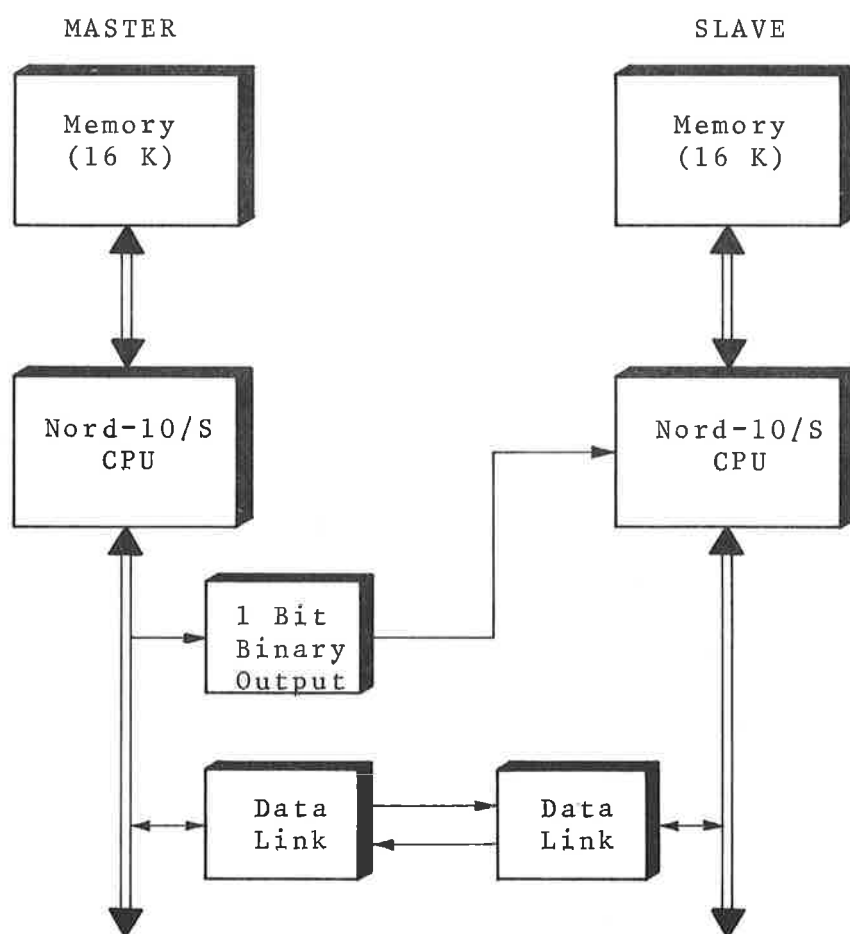 MASTER
SLAVE
Memory
(16 K)
Memory
(16 K)
Nord-10/S
CPU
Nord-10/S
CPU
1 Bit
Binary
Output
Data
Link
Data
Link